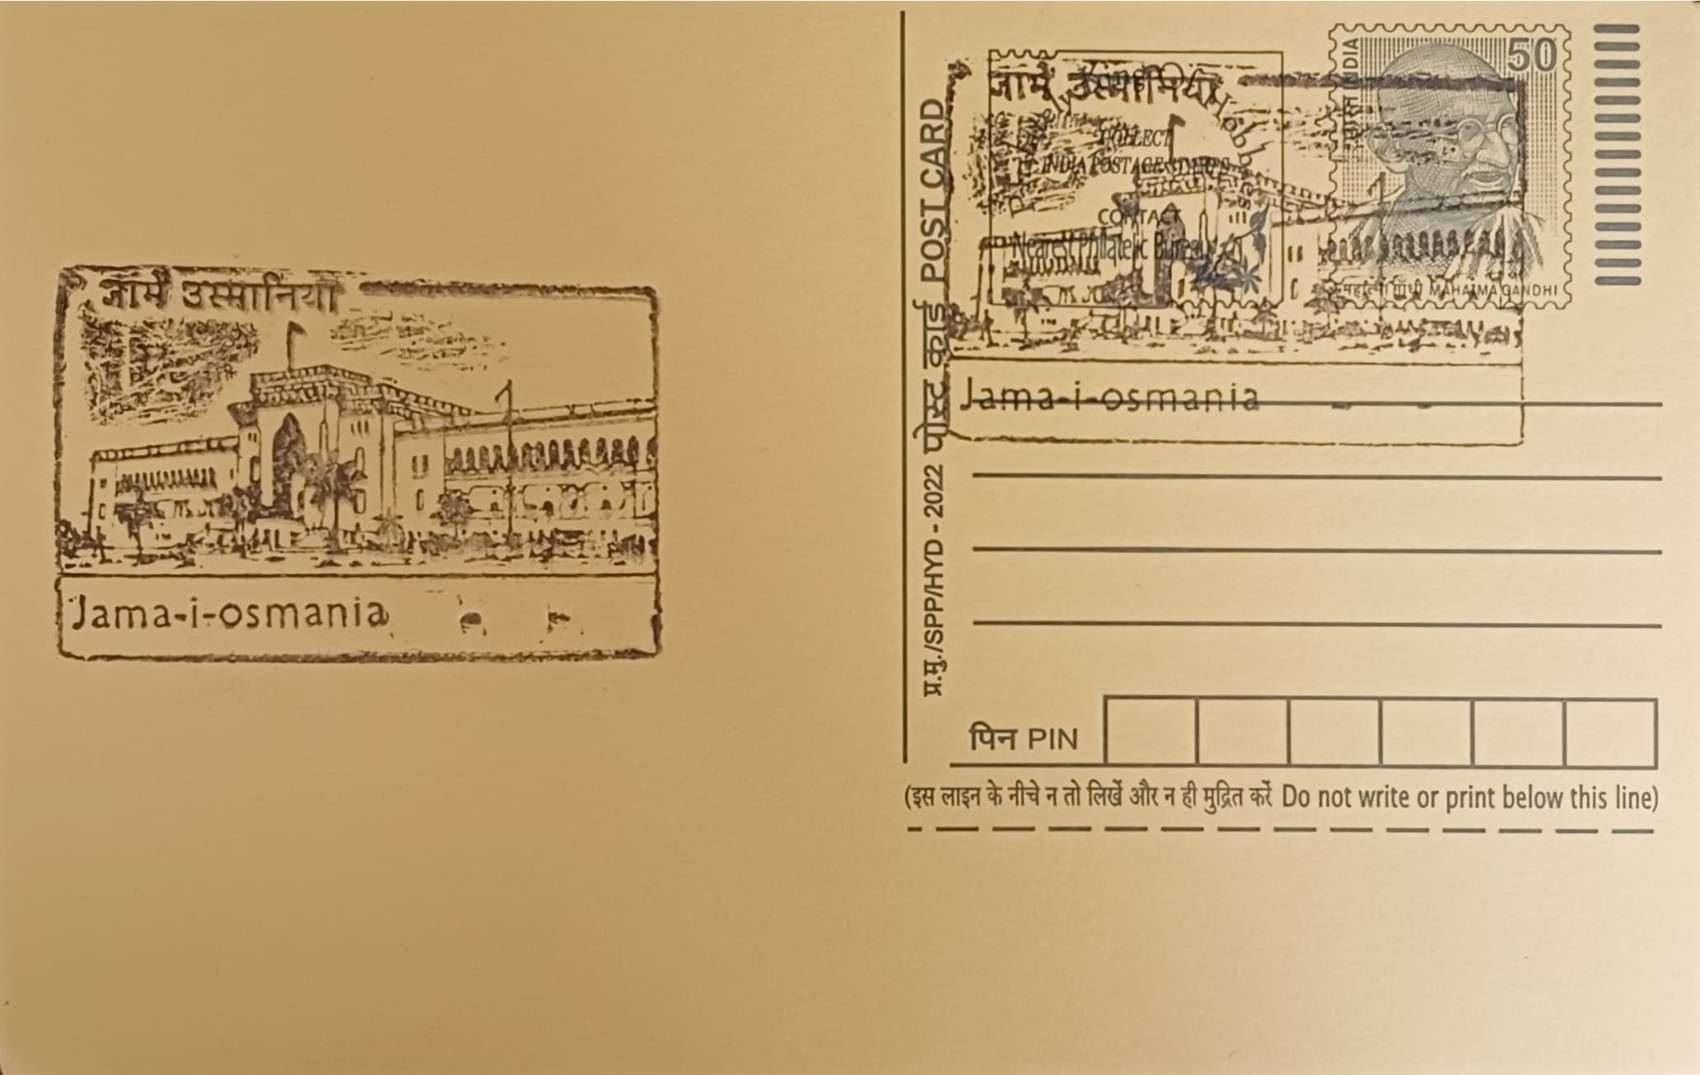 जामें उस्मानिया
Jama-i-osmania
भारत INDIA
50
महात्मा गांधी MAHATMA GANDHI
जामें उस्मानिया
COLLECT
INDIA POSTAGE STAMPS
CONTACT
Nearest Philatelic Bureau
Jama-i-osmania
प्र.मु./SPP/HYD - 2022 पोस्ट कार्ड POST CARD
पिन PIN
(इस लाइन के नीचे न तो लिखें और न ही मुद्रित करें Do not write or print below this line)